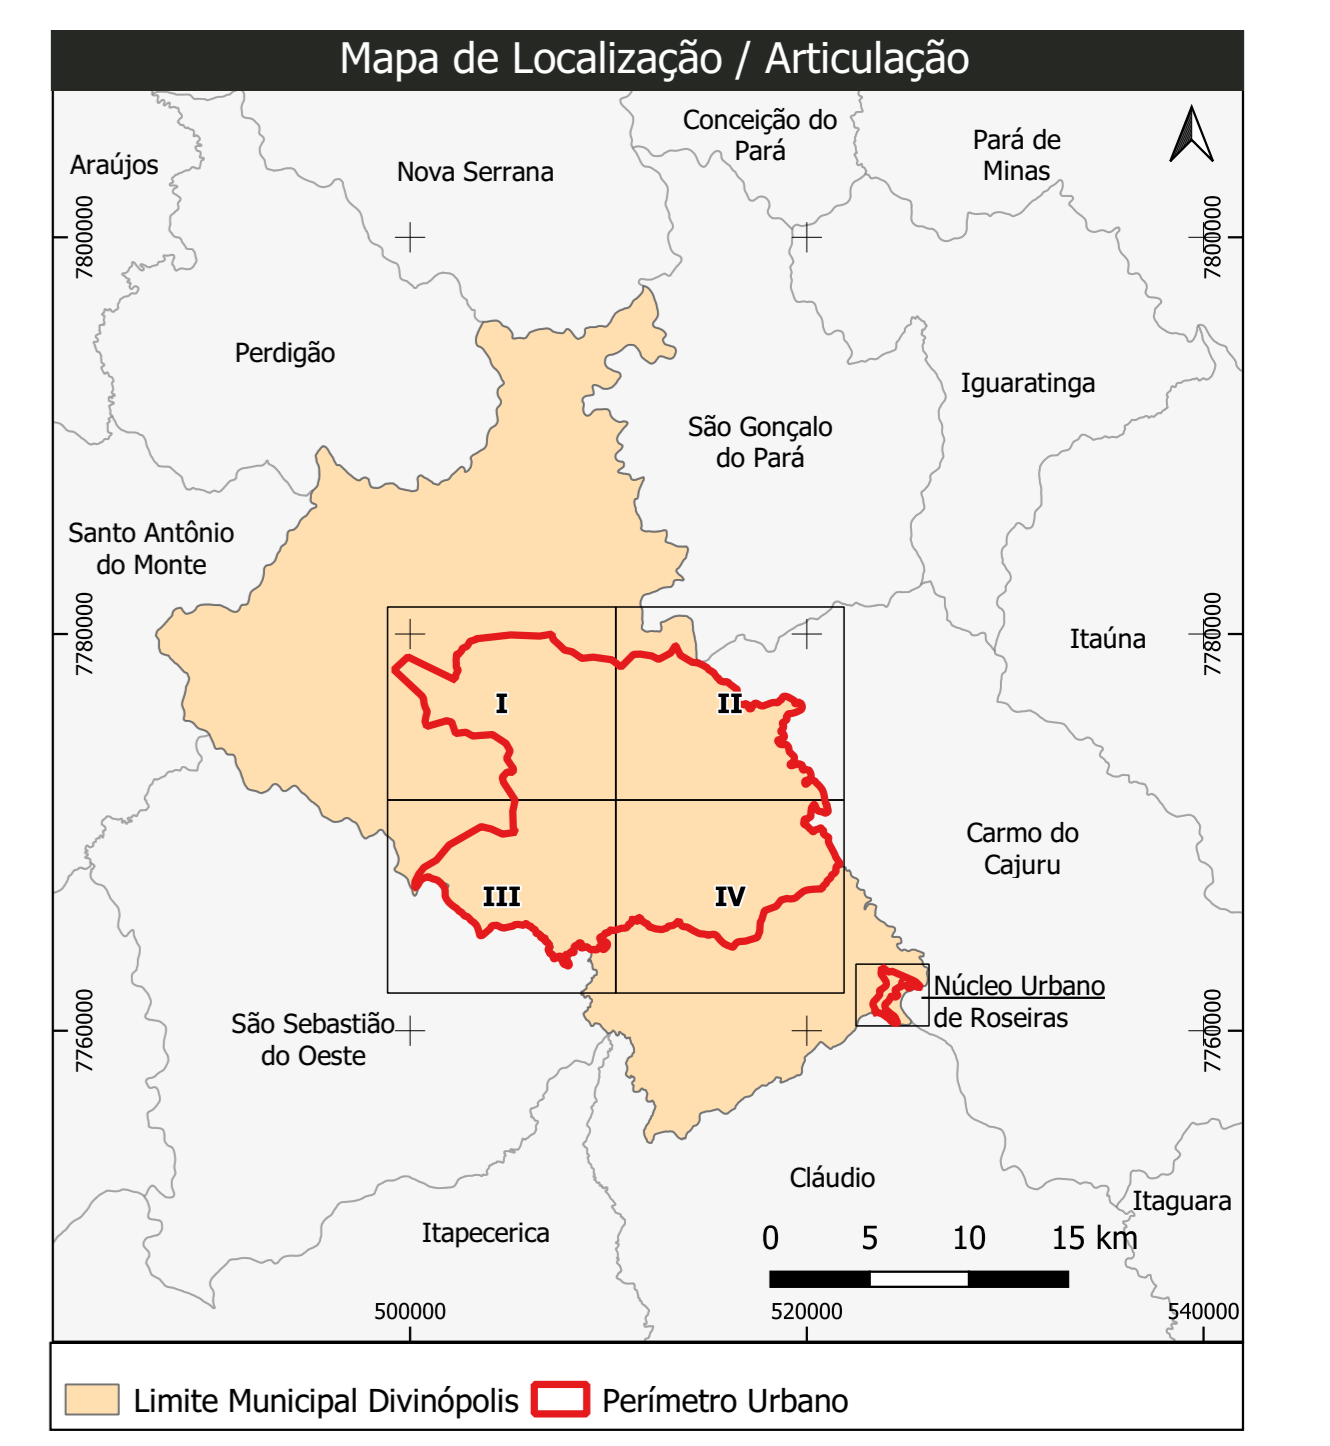 Mapa de Localização / Articulação
Conceição do
Pará
Pará de
Minas
Araújos
Nova Serrana
7800000
7800000
Perdigão
Iguaratinga
São Gonçalo
do Pará
Santo Antônio
do Monte
7780000
7780000
Itaúna
I
II
Carmo do
Cajuru
III
IV
Núcleo Urbano
de Roseiras
São Sebastião
do Oeste
7760000
7760000
Cláudio
Itaguara
Itapecerica
0 5 10 15 km
500000 520000 540000
Limite Municipal Divinópolis Perímetro Urbano